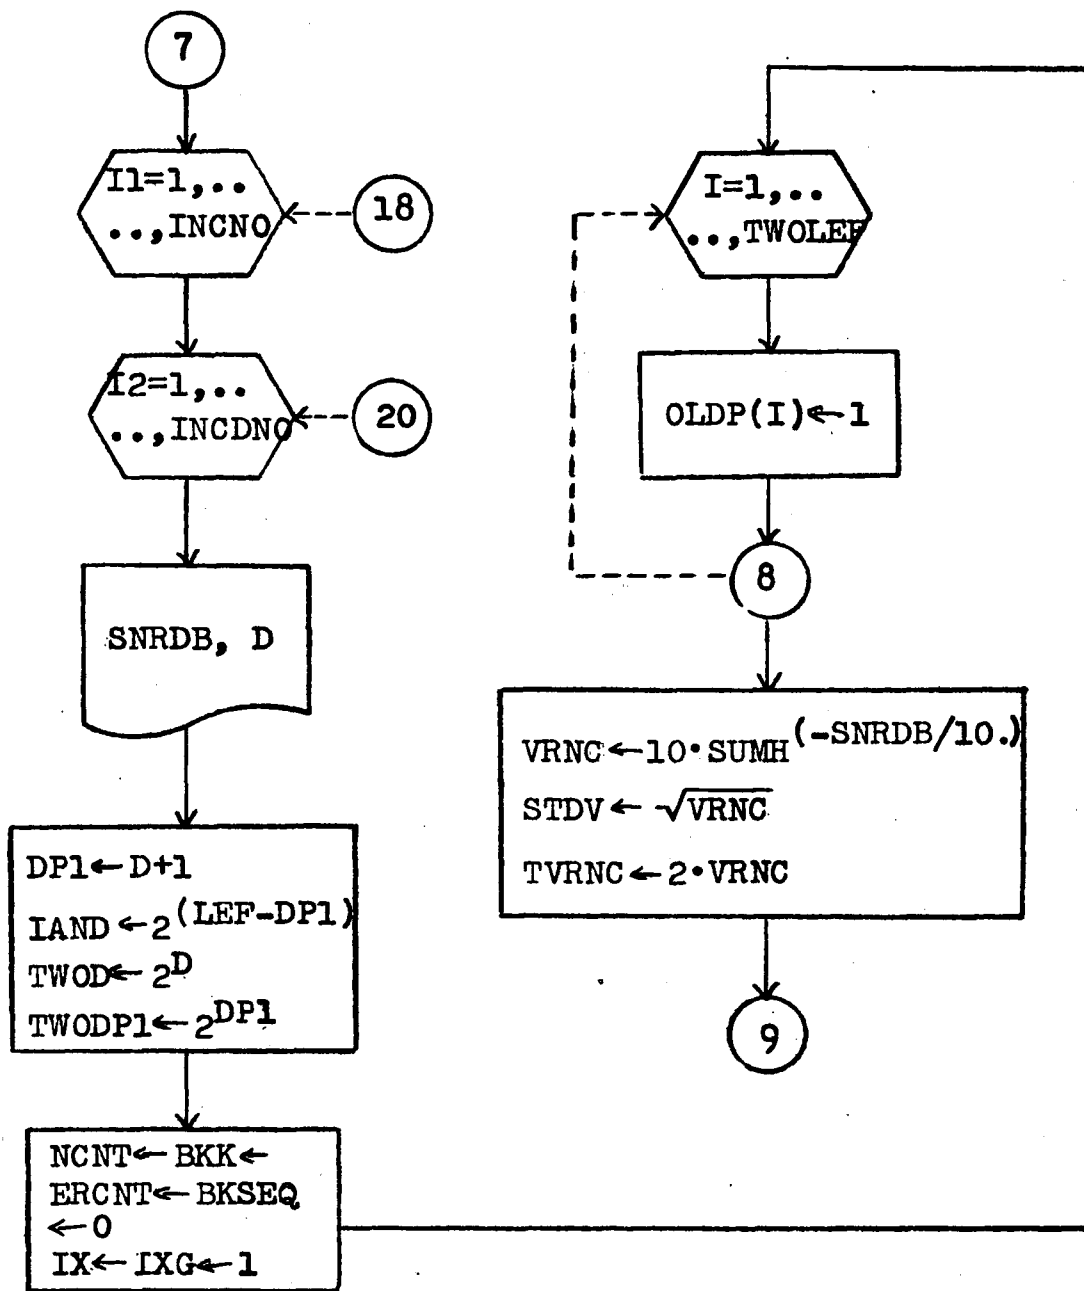 7
I1=1,..
..,INCNO
18
I2=1,..
..,INCDNO
20
SNRDB, D
DP1←D+1
IAND←2^(LEF-DP1)
TWOD←2^D
TWODP1←2^DP1
NCNT←BKK←
ERCNT←BKSEQ
←0
IX←IXG←1
I=1,..
..,TWOLEF
OLDP(I)←1
8
VRNC←10·SUMH^(-SNRDB/10.)
STDV←√VRNC
TVRNC←2·VRNC
9